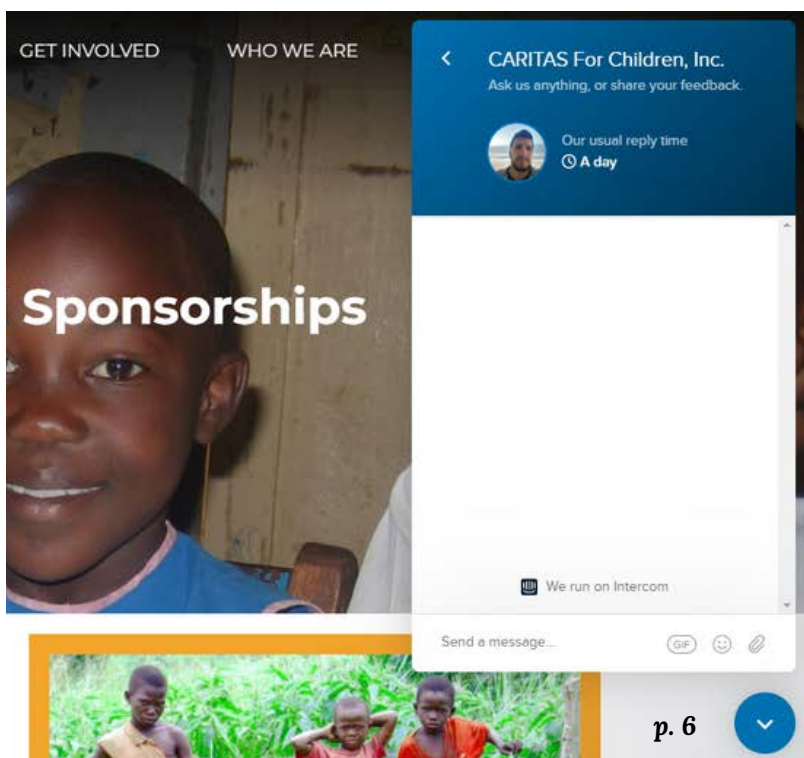 GET INVOLVED WHO WE ARE
Sponsorships
CARITAS For Children, Inc.
Ask us anything, or share your feedback.
Our usual reply time
A day
We run on Intercom
Send a message...
GIF
p. 6